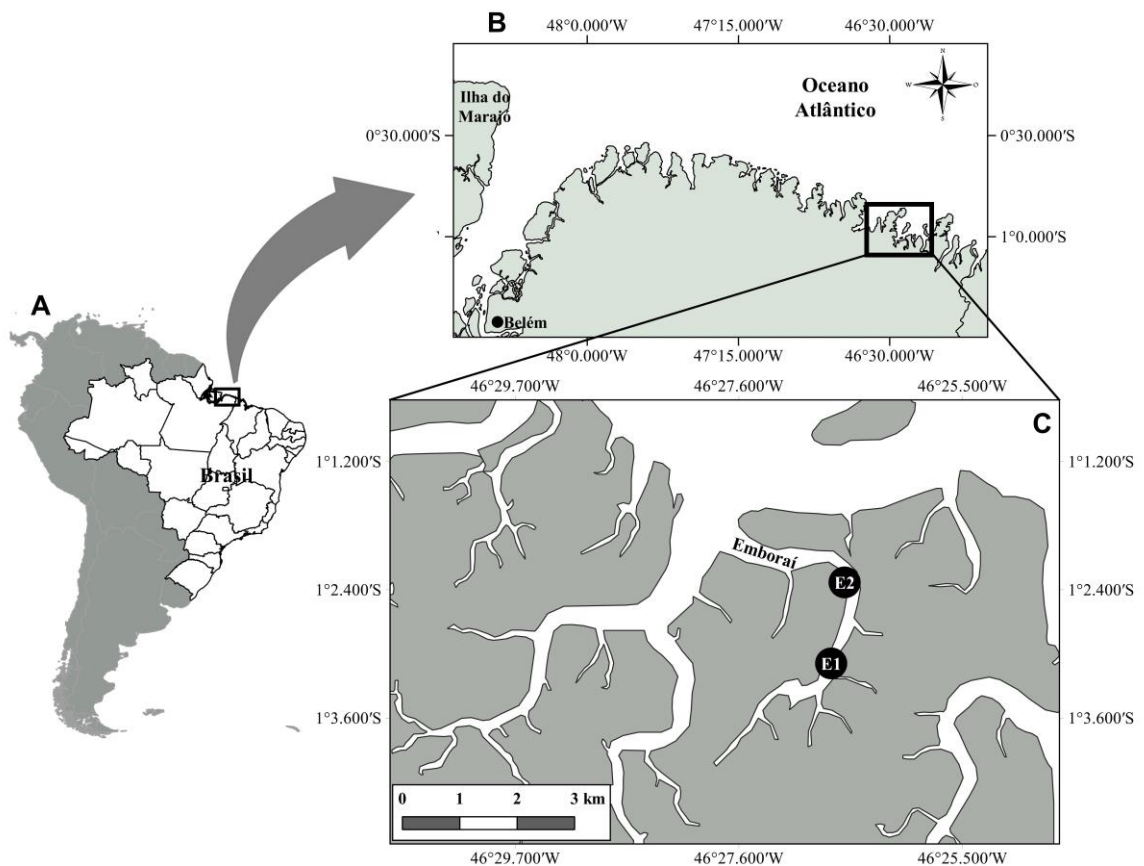 A
Brasil
B
48°0.000'W 47°15.000'W 46°30.000'W
Ilha do
Marajó
Oceano
Atlântico
N
W O
S
0°30.000'S 0°30.000'S
1°0.000'S
Belém
48°0.000'W 47°15.000'W 46°30.000'W
46°29.700'W 46°27.600'W 46°25.500'W
C
1°1.200'S 1°1.200'S
Emboraí
E2
1°2.400'S 1°2.400'S
E1
1°3.600'S 1°3.600'S
0 1 2 3 km
46°29.700'W 46°27.600'W 46°25.500'W